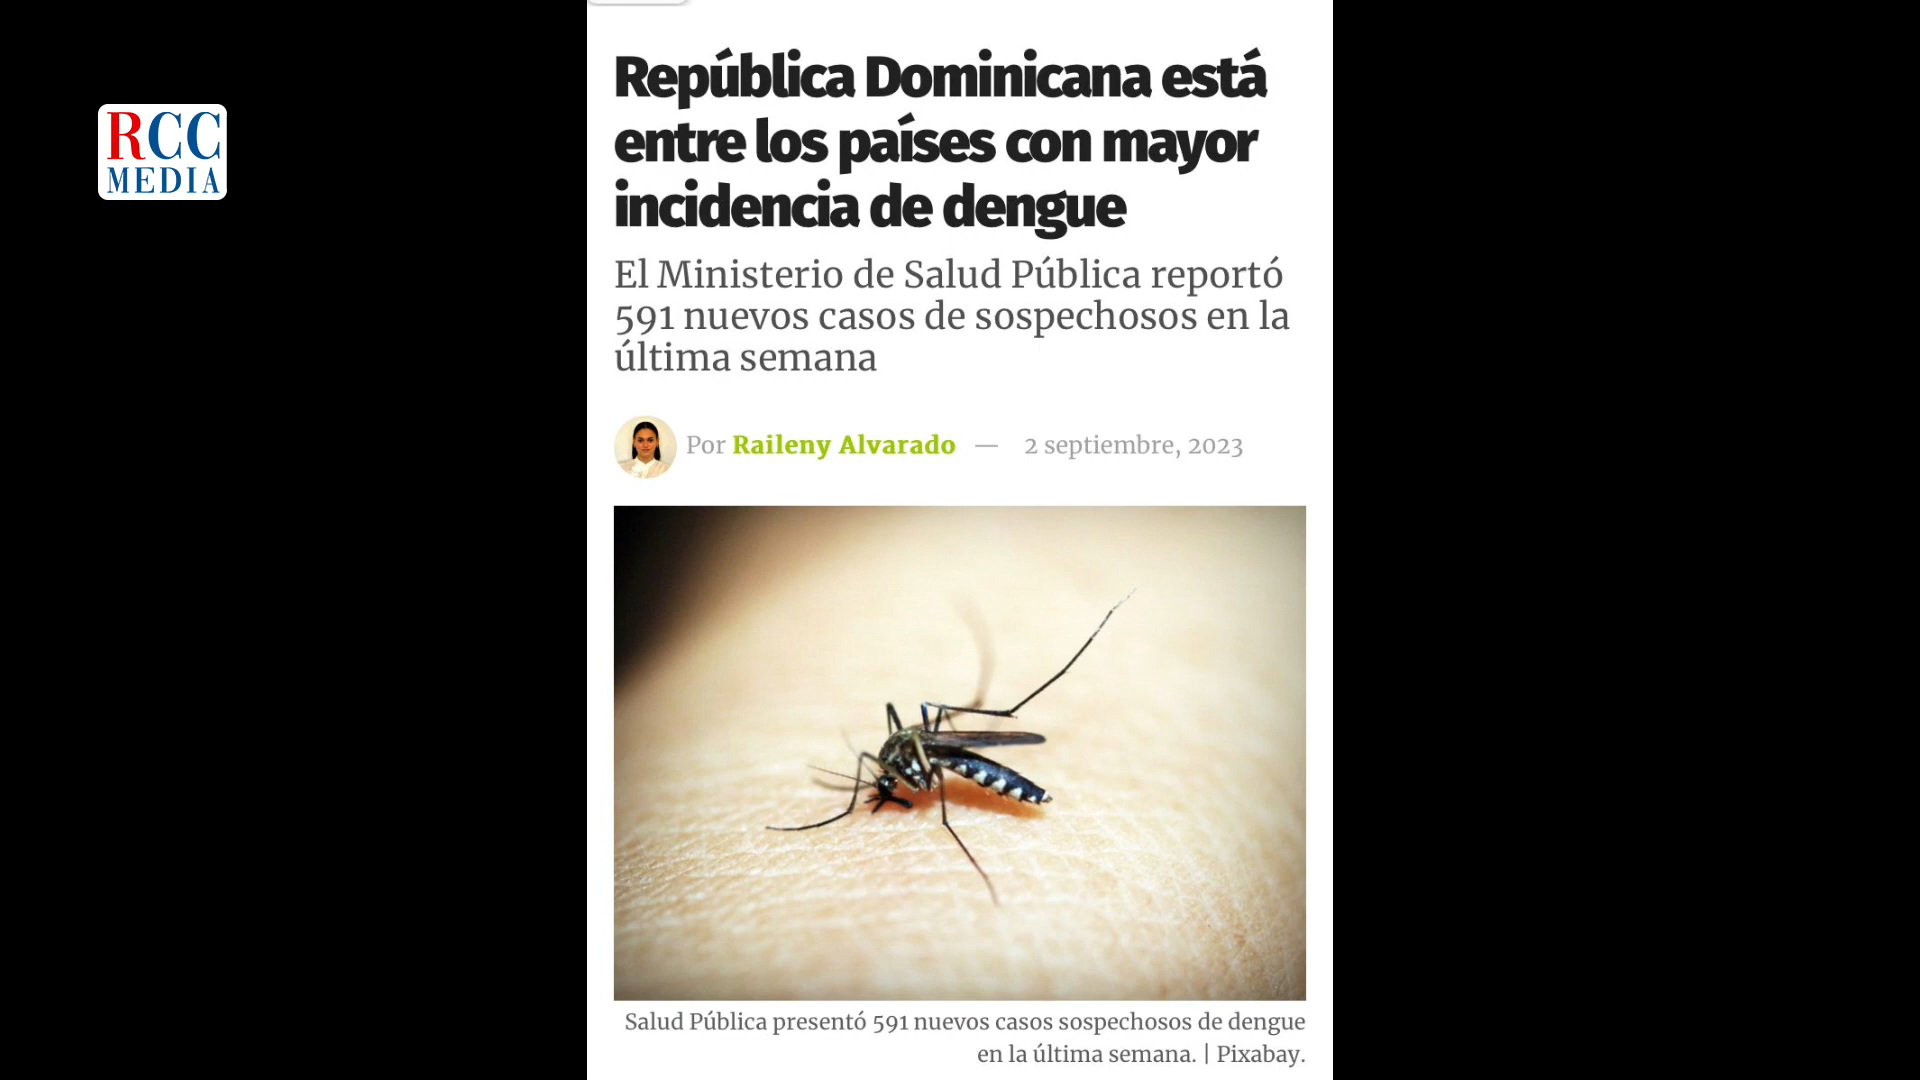 RCC
MEDIA
República Dominicana está
entre los países con mayor
incidencia de dengue
El Ministerio de Salud Pública reportó
591 nuevos casos de sospechosos en la
última semana
Por Raileny Alvarado — 2 septiembre, 2023
Salud Pública presentó 591 nuevos casos sospechosos de dengue
en la última semana. | Pixabay.